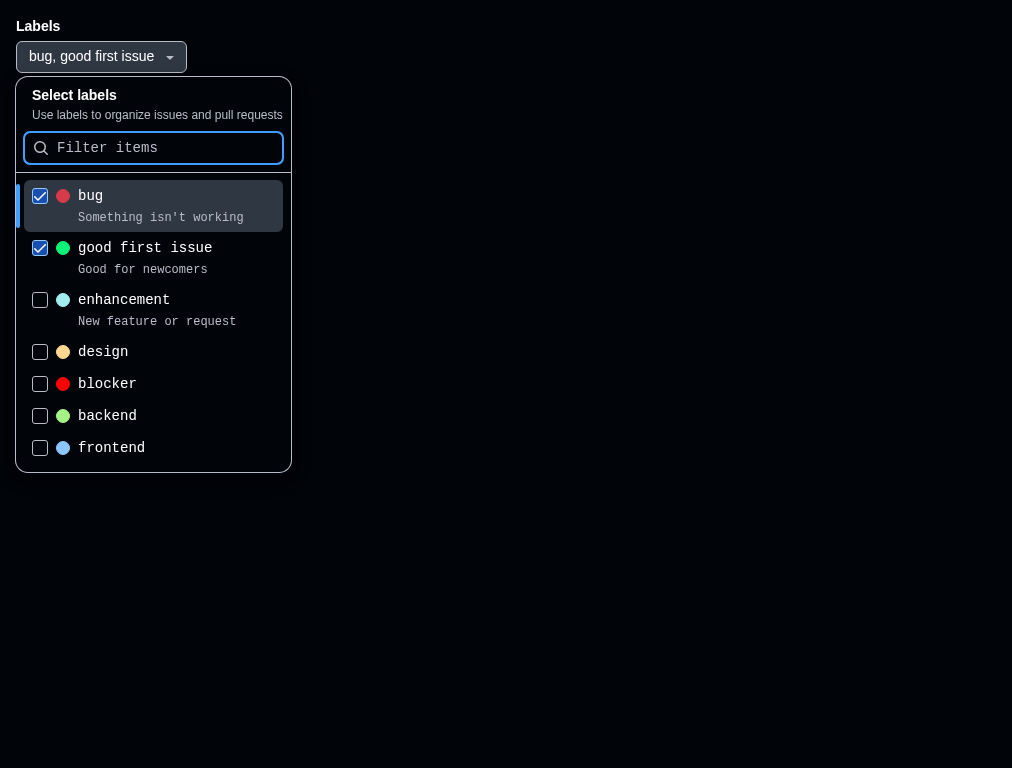 Labels
bug, good first issue
Select labels
Use labels to organize issues and pull requests
Filter items
bug
Something isn't working
good first issue
Good for newcomers
enhancement
New feature or request
design
blocker
backend
frontend